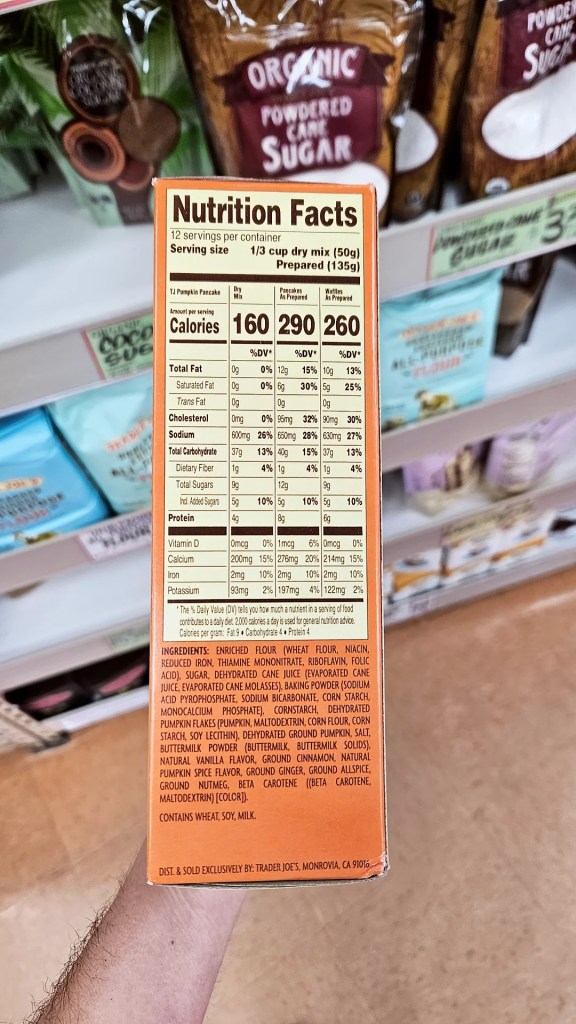 ORGANIC
POWDERED
CANE
SUGAR
POWDERED
CANE
SUGAR
Nutrition Facts
12 servings per container
Serving size 1/3 cup dry mix (50g)
Prepared (135g)
TJ Pumpkin Pancake Dry Mix Pancakes As Prepared Waffles As Prepared
Amount per serving
Calories 160 290 260
%DV* %DV* %DV*
Total Fat 0g 0% 12g 15% 10g 13%
Saturated Fat 0g 0% 6g 30% 5g 25%
Trans Fat 0g 0g 0g
Cholesterol 0mg 0% 95mg 32% 90mg 30%
Sodium 600mg 26% 650mg 28% 630mg 27%
Total Carbohydrate 37g 13% 40g 15% 37g 13%
Dietary Fiber 1g 4% 1g 4% 1g 4%
Total Sugars 9g 12g 9g
Incl. Added Sugars 5g 10% 5g 10% 5g 10%
Protein 4g 8g 6g
Vitamin D 0mcg 0% 1mcg 6% 0mcg 0%
Calcium 200mg 15% 276mg 20% 214mg 15%
Iron 2mg 10% 2mg 10% 2mg 10%
Potassium 93mg 2% 197mg 4% 122mg 2%
*The % Daily Value (DV) tells you how much a nutrient in a serving of food
contributes to a daily diet. 2,000 calories a day is used for general nutrition advice.
Calories per gram: Fat 9 • Carbohydrate 4 • Protein 4
INGREDIENTS: ENRICHED FLOUR (WHEAT FLOUR, NIACIN,
REDUCED IRON, THIAMINE MONONITRATE, RIBOFLAVIN, FOLIC
ACID), SUGAR, DEHYDRATED CANE JUICE (EVAPORATED CANE
JUICE, EVAPORATED CANE MOLASSES), BAKING POWDER (SODIUM
ACID PYROPHOSPHATE, SODIUM BICARBONATE, CORN STARCH,
MONOCALCIUM PHOSPHATE), CORNSTARCH, DEHYDRATED
PUMPKIN FLAKES (PUMPKIN, MALTODEXTRIN, CORN FLOUR, CORN
STARCH, SOY LECITHIN), DEHYDRATED GROUND PUMPKIN, SALT,
BUTTERMILK POWDER (BUTTERMILK, BUTTERMILK SOLIDS),
NATURAL VANILLA FLAVOR, GROUND CINNAMON, NATURAL
PUMPKIN SPICE FLAVOR, GROUND GINGER, GROUND ALLSPICE,
GROUND NUTMEG, BETA CAROTENE ((BETA CAROTENE,
MALTODEXTRIN) [COLOR]).
CONTAINS WHEAT, SOY, MILK.
DIST. & SOLD EXCLUSIVELY BY: TRADER JOE'S, MONROVIA, CA 91016